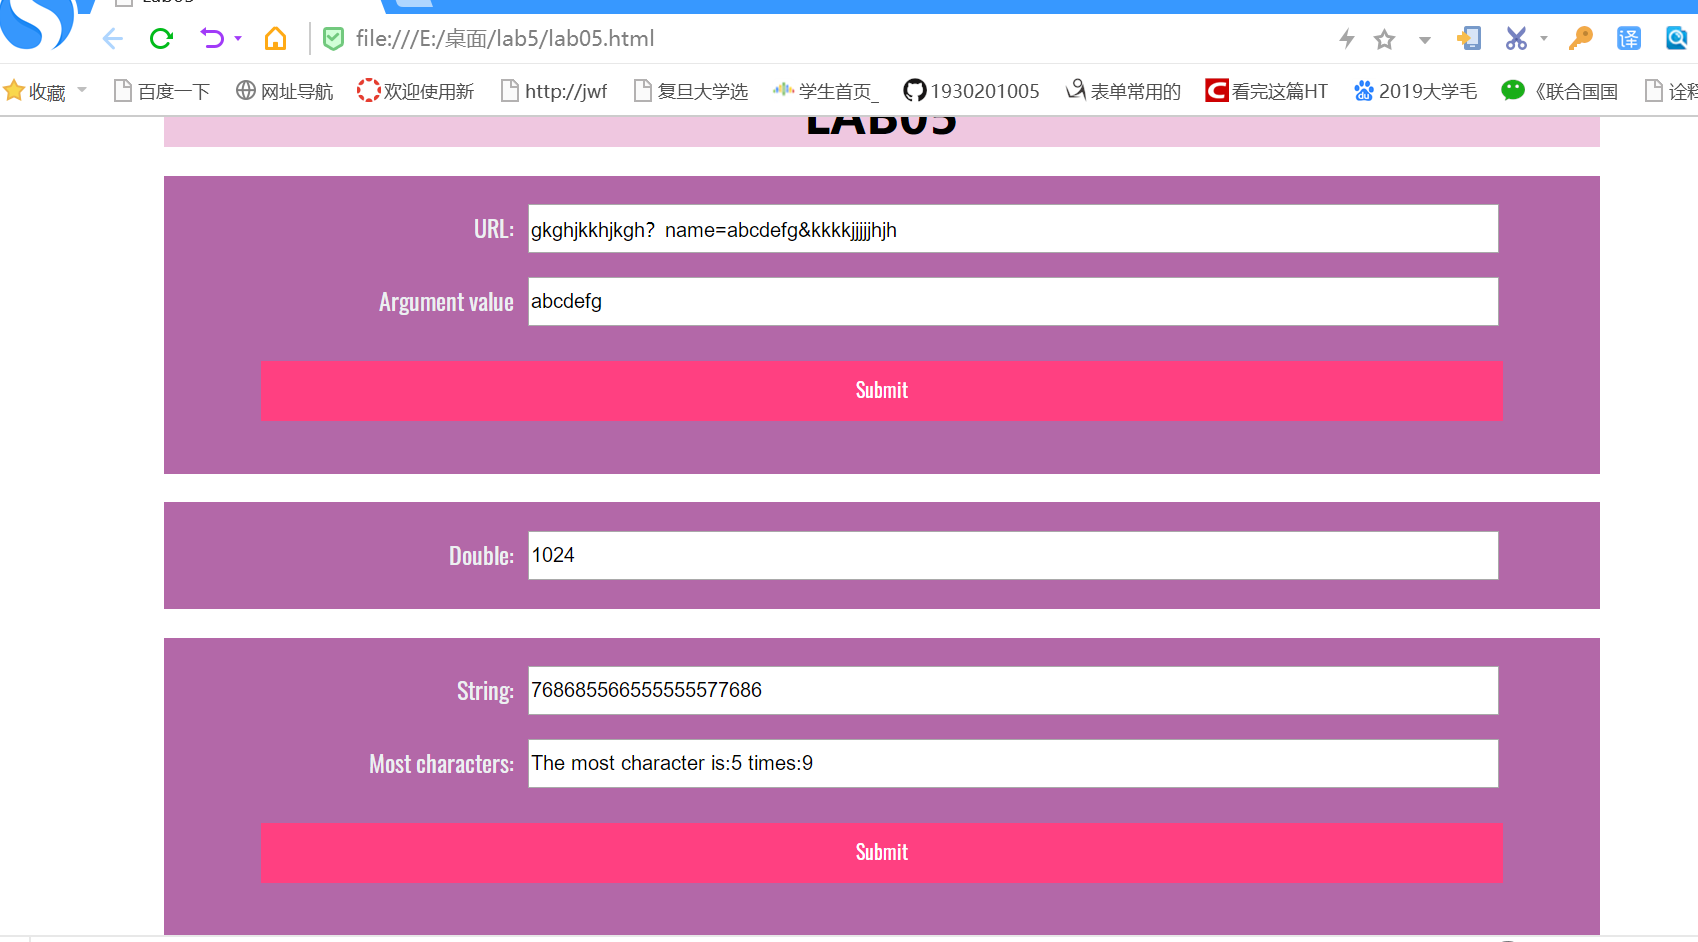 Lab05
file:///E:/桌面/lab5/lab05.html
译
收藏 百度一下 网址导航 欢迎使用新 http://jwf 复旦大学选 学生首页_ 1930201005 表单常用的 C 看完这篇HT du 2019大学毛 《联合国国 诠释
LAB05
URL: gkghjkkhjkgh? name=abcdefg&kkkkjjjjjhjh
Argument value abcdefg
Submit
Double: 1024
String: 768685566555555577686
Most characters: The most character is:5 times:9
Submit